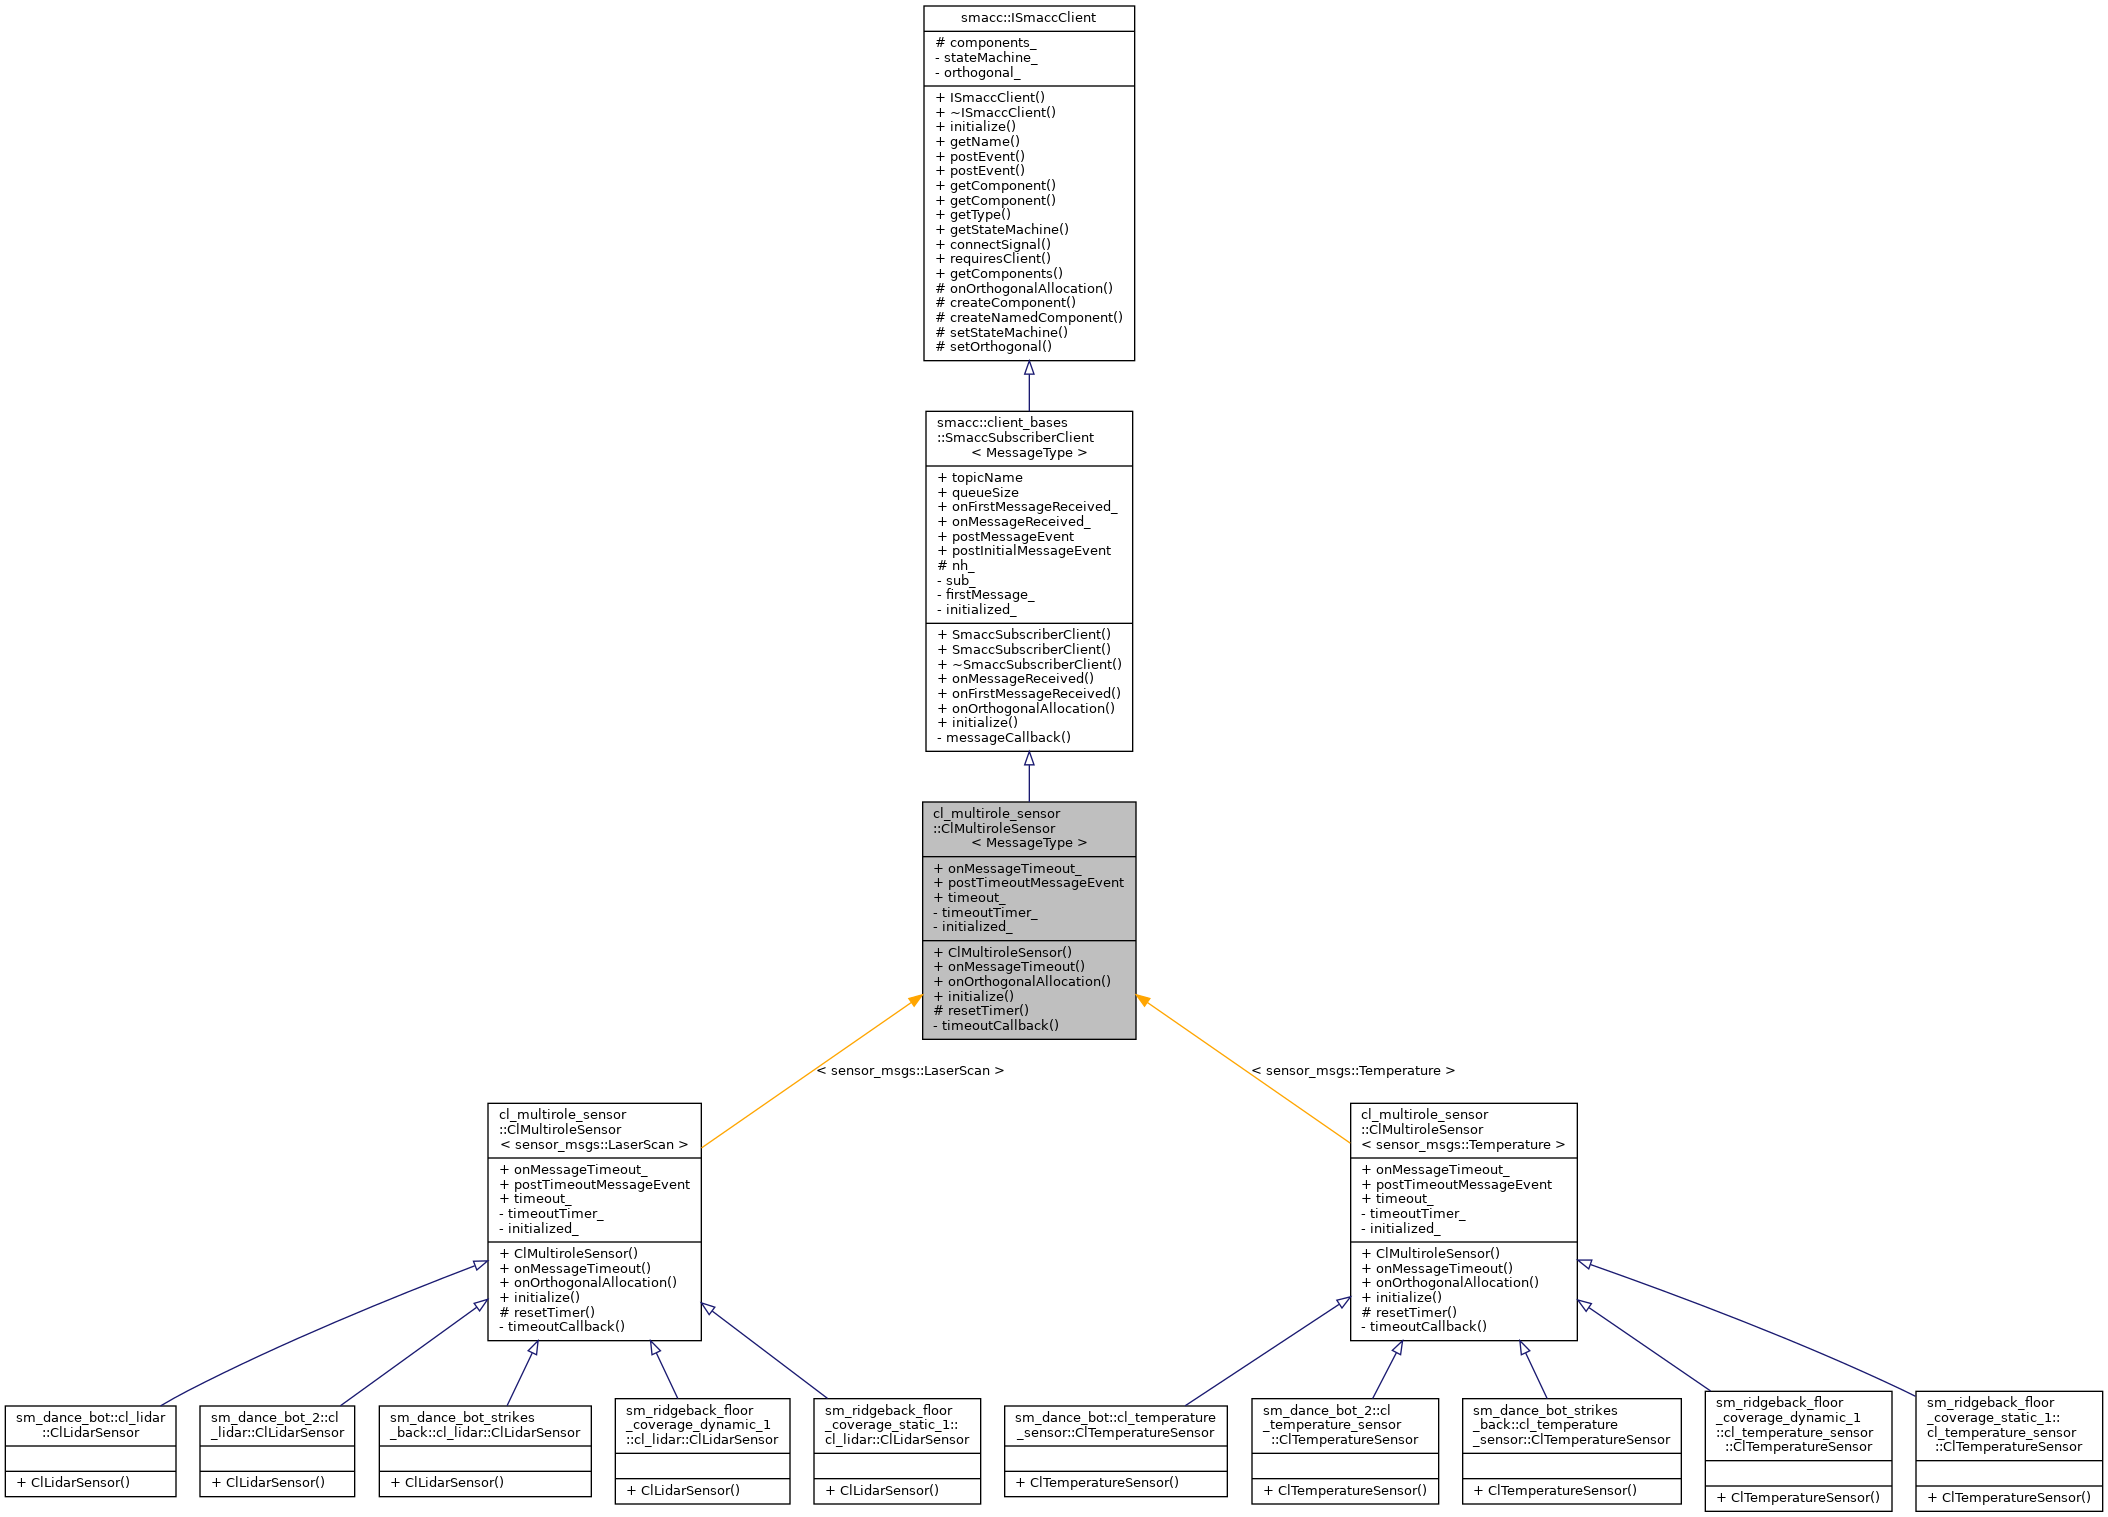 smacc::ISmaccClient
# components_
- stateMachine_
- orthogonal_
+ ISmaccClient()
+ ~ISmaccClient()
+ initialize()
+ getName()
+ postEvent()
+ postEvent()
+ getComponent()
+ getComponent()
+ getType()
+ getStateMachine()
+ connectSignal()
+ requiresClient()
+ getComponents()
# onOrthogonalAllocation()
# createComponent()
# createNamedComponent()
# setStateMachine()
# setOrthogonal()
smacc::client_bases
::SmaccSubscriberClient
< MessageType >
+ topicName
+ queueSize
+ onFirstMessageReceived_
+ onMessageReceived_
+ postMessageEvent
+ postInitialMessageEvent
# nh_
- sub_
- firstMessage_
- initialized_
+ SmaccSubscriberClient()
+ SmaccSubscriberClient()
+ ~SmaccSubscriberClient()
+ onMessageReceived()
+ onFirstMessageReceived()
+ onOrthogonalAllocation()
+ initialize()
- messageCallback()
cl_multirole_sensor
::ClMultiroleSensor
< MessageType >
+ onMessageTimeout_
+ postTimeoutMessageEvent
+ timeout_
- timeoutTimer_
- initialized_
+ ClMultiroleSensor()
+ onMessageTimeout()
+ onOrthogonalAllocation()
+ initialize()
# resetTimer()
- timeoutCallback()
< sensor_msgs::LaserScan >
< sensor_msgs::Temperature >
cl_multirole_sensor
::ClMultiroleSensor
< sensor_msgs::LaserScan >
+ onMessageTimeout_
+ postTimeoutMessageEvent
+ timeout_
- timeoutTimer_
- initialized_
+ ClMultiroleSensor()
+ onMessageTimeout()
+ onOrthogonalAllocation()
+ initialize()
# resetTimer()
- timeoutCallback()
cl_multirole_sensor
::ClMultiroleSensor
< sensor_msgs::Temperature >
+ onMessageTimeout_
+ postTimeoutMessageEvent
+ timeout_
- timeoutTimer_
- initialized_
+ ClMultiroleSensor()
+ onMessageTimeout()
+ onOrthogonalAllocation()
+ initialize()
# resetTimer()
- timeoutCallback()
sm_dance_bot::cl_lidar
::ClLidarSensor
+ ClLidarSensor()
sm_dance_bot_2::cl
_lidar::ClLidarSensor
+ ClLidarSensor()
sm_dance_bot_strikes
_back::cl_lidar::ClLidarSensor
+ ClLidarSensor()
sm_ridgeback_floor
_coverage_dynamic_1
::cl_lidar::ClLidarSensor
+ ClLidarSensor()
sm_ridgeback_floor
_coverage_static_1::
cl_lidar::ClLidarSensor
+ ClLidarSensor()
sm_dance_bot::cl_temperature
_sensor::ClTemperatureSensor
+ ClTemperatureSensor()
sm_dance_bot_2::cl
_temperature_sensor
::ClTemperatureSensor
+ ClTemperatureSensor()
sm_dance_bot_strikes
_back::cl_temperature
_sensor::ClTemperatureSensor
+ ClTemperatureSensor()
sm_ridgeback_floor
_coverage_dynamic_1
::cl_temperature_sensor
::ClTemperatureSensor
+ ClTemperatureSensor()
sm_ridgeback_floor
_coverage_static_1::
cl_temperature_sensor
::ClTemperatureSensor
+ ClTemperatureSensor()